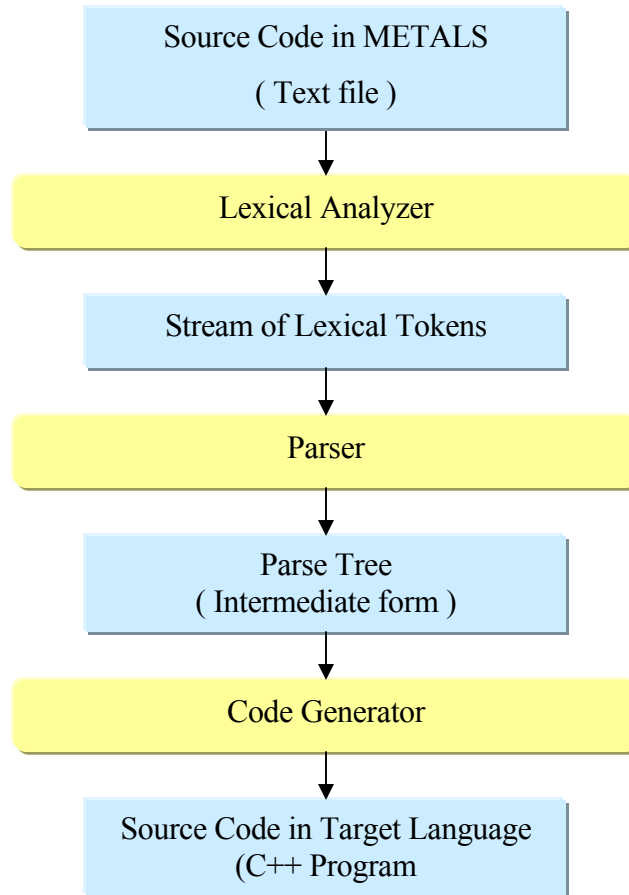 Source Code in METALS
( Text file )
Lexical Analyzer
Stream of Lexical Tokens
Parser
Parse Tree
( Intermediate form )
Code Generator
Source Code in Target Language
(C++ Program